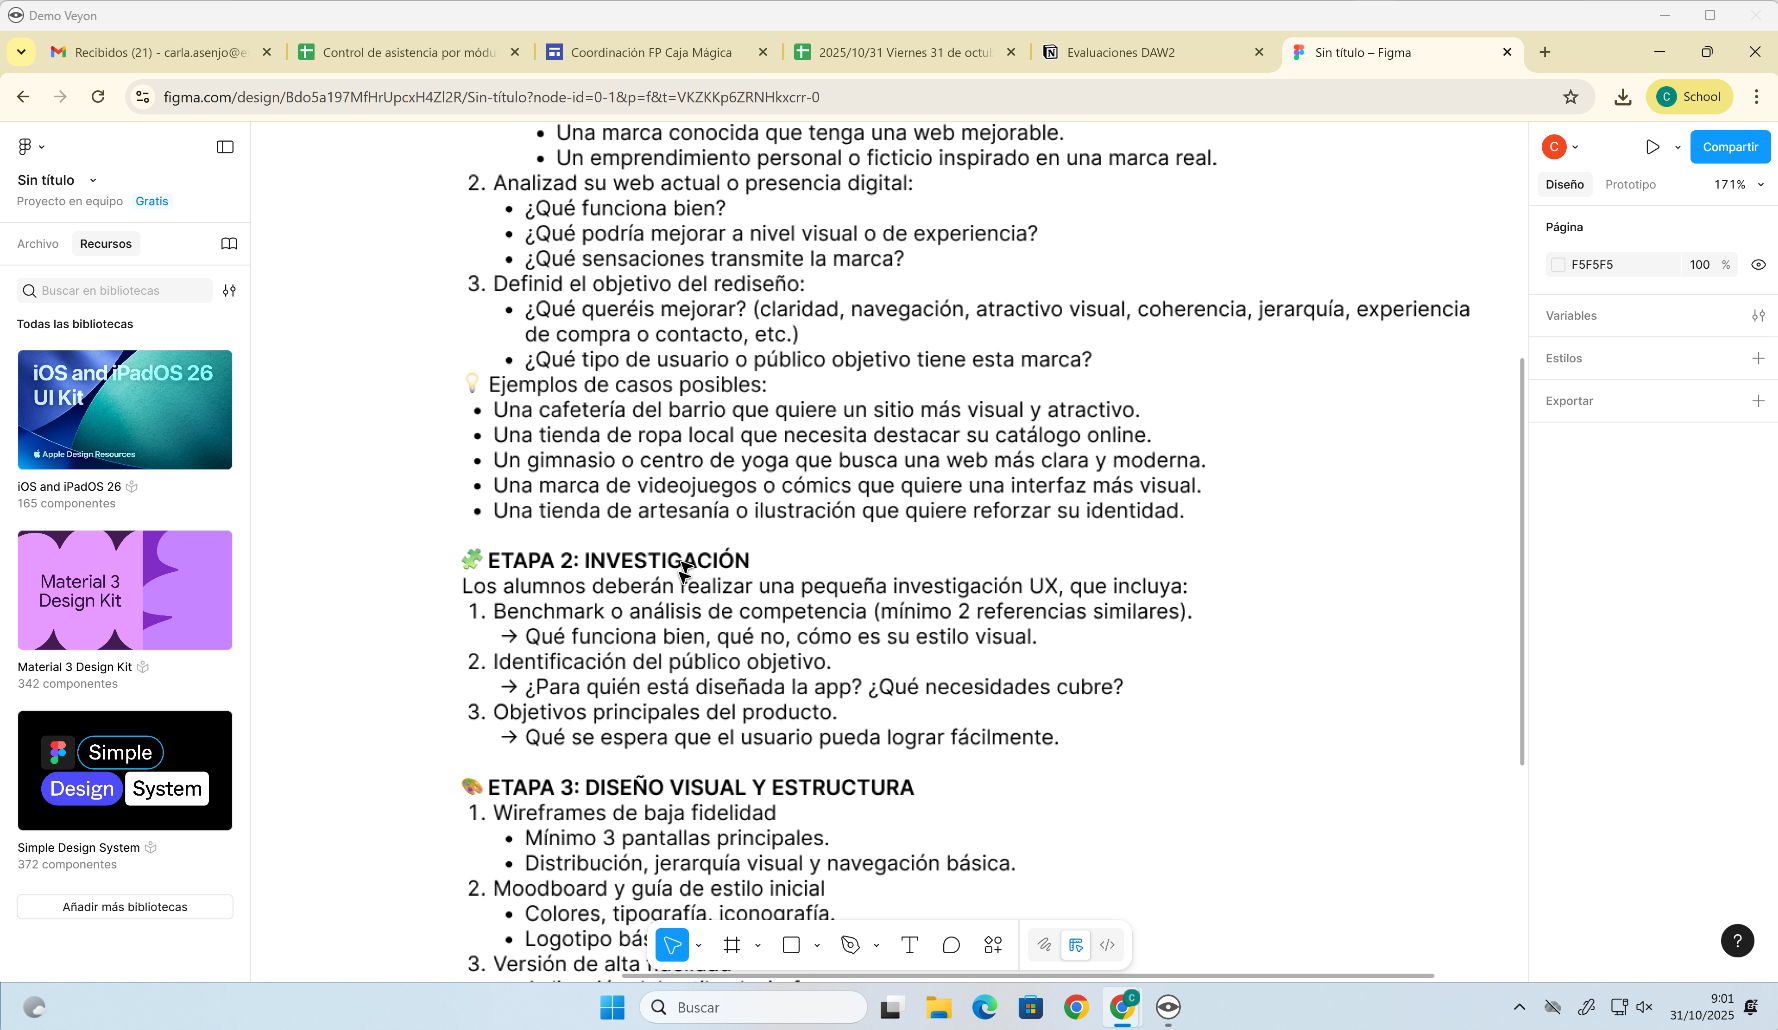 Demo Veyon
Recibidos (21) - carla.asenjo@e
Control de asistencia por módu
Coordinación FP Caja Mágica
2025/10/31 Viernes 31 de octu
Evaluaciones DAW2
Sin título – Figma
figma.com/design/Bdo5a197MfHrUpcxH4Zl2R/Sin-título?node-id=0-1&p=f&t=VKZKKp6ZRNHkxcrr-0
C School
Sin título
Proyecto en equipo Gratis
Archivo Recursos
Buscar en bibliotecas
Todas las bibliotecas
iOS and iPadOS 26
UI Kit
Apple Design Resources
iOS and iPadOS 26
165 componentes
Material 3
Design Kit
Material 3 Design Kit
342 componentes
Simple
Design System
Simple Design System
372 componentes
Añadir más bibliotecas
• Una marca conocida que tenga una web mejorable.
• Un emprendimiento personal o ficticio inspirado en una marca real.
2. Analizad su web actual o presencia digital:
• ¿Qué funciona bien?
• ¿Qué podría mejorar a nivel visual o de experiencia?
• ¿Qué sensaciones transmite la marca?
3. Definid el objetivo del rediseño:
• ¿Qué queréis mejorar? (claridad, navegación, atractivo visual, coherencia, jerarquía, experiencia
de compra o contacto, etc.)
• ¿Qué tipo de usuario o público objetivo tiene esta marca?
💡 Ejemplos de casos posibles:
• Una cafetería del barrio que quiere un sitio más visual y atractivo.
• Una tienda de ropa local que necesita destacar su catálogo online.
• Un gimnasio o centro de yoga que busca una web más clara y moderna.
• Una marca de videojuegos o cómics que quiere una interfaz más visual.
• Una tienda de artesanía o ilustración que quiere reforzar su identidad.
🧩 ETAPA 2: INVESTIGACIÓN
Los alumnos deberán realizar una pequeña investigación UX, que incluya:
1. Benchmark o análisis de competencia (mínimo 2 referencias similares).
→ Qué funciona bien, qué no, cómo es su estilo visual.
2. Identificación del público objetivo.
→ ¿Para quién está diseñada la app? ¿Qué necesidades cubre?
3. Objetivos principales del producto.
→ Qué se espera que el usuario pueda lograr fácilmente.
🎨 ETAPA 3: DISEÑO VISUAL Y ESTRUCTURA
1. Wireframes de baja fidelidad
• Mínimo 3 pantallas principales.
• Distribución, jerarquía visual y navegación básica.
2. Moodboard y guía de estilo inicial
• Colores, tipografía, iconografía.
• Logotipo
3. Versión de alta fidelidad
C
Compartir
Diseño Prototipo 171%
Página
F5F5F5 100 %
Variables
Estilos
Exportar
?
Buscar
9:01
31/10/2025